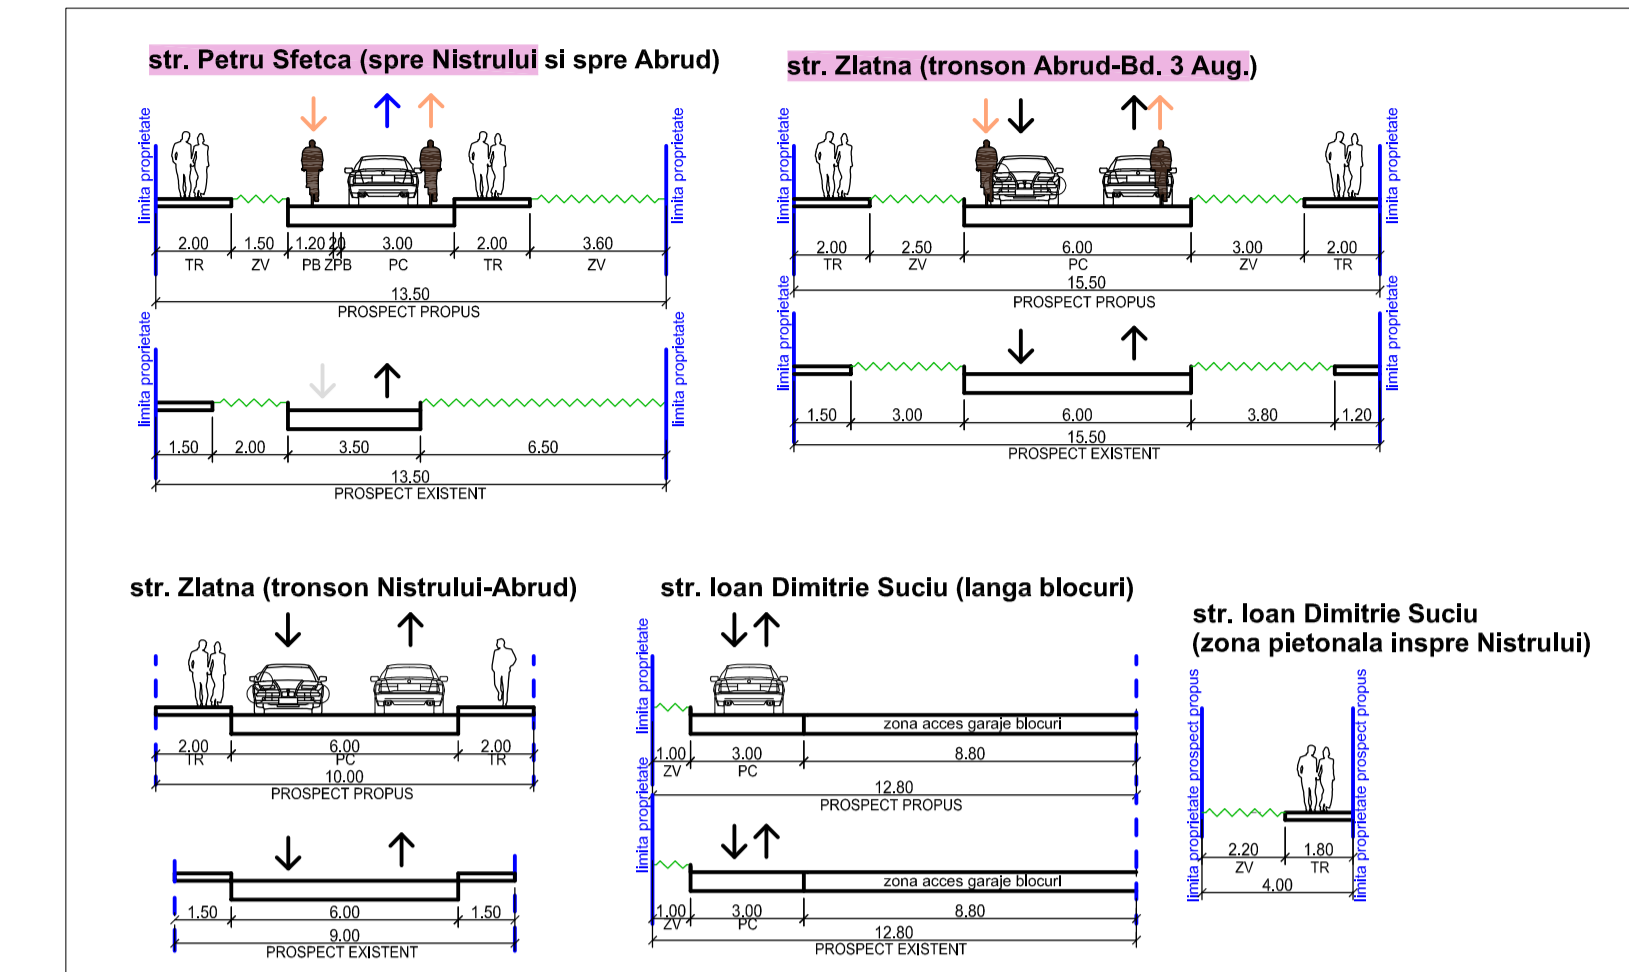 str. Petru Sfetca (spre Nistrului si spre Abrud)
limita proprietate
limita proprietate
2.00 1.50 1.20 20 3.00 2.00 3.60
TR ZV PB ZPB PC TR ZV
13.50
PROSPECT PROPUS
limita proprietate
limita proprietate
1.50 2.00 3.50 6.50
13.50
PROSPECT EXISTENT
str. Zlatna (tronson Abrud-Bd. 3 Aug.)
limita proprietate
limita proprietate
2.00 2.50 6.00 3.00 2.00
TR ZV PC ZV TR
15.50
PROSPECT PROPUS
limita proprietate
limita proprietate
1.50 3.00 6.00 3.80 1.20
15.50
PROSPECT EXISTENT
str. Zlatna (tronson Nistrului-Abrud)
2.00 6.00 2.00
TR PC TR
10.00
PROSPECT PROPUS
1.50 6.00 1.50
9.00
PROSPECT EXISTENT
str. Ioan Dimitrie Suciu (langa blocuri)
limita proprietate
zona acces garaje blocuri
1.00 3.00 8.80
ZV PC
12.80
PROSPECT PROPUS
limita proprietate
zona acces garaje blocuri
1.00 3.00 8.80
ZV PC
12.80
PROSPECT EXISTENT
str. Ioan Dimitrie Suciu
(zona pietonala inspre Nistrului)
limita proprietate prospect propus
limita proprietate prospect propus
2.20 1.80
ZV TR
4.00